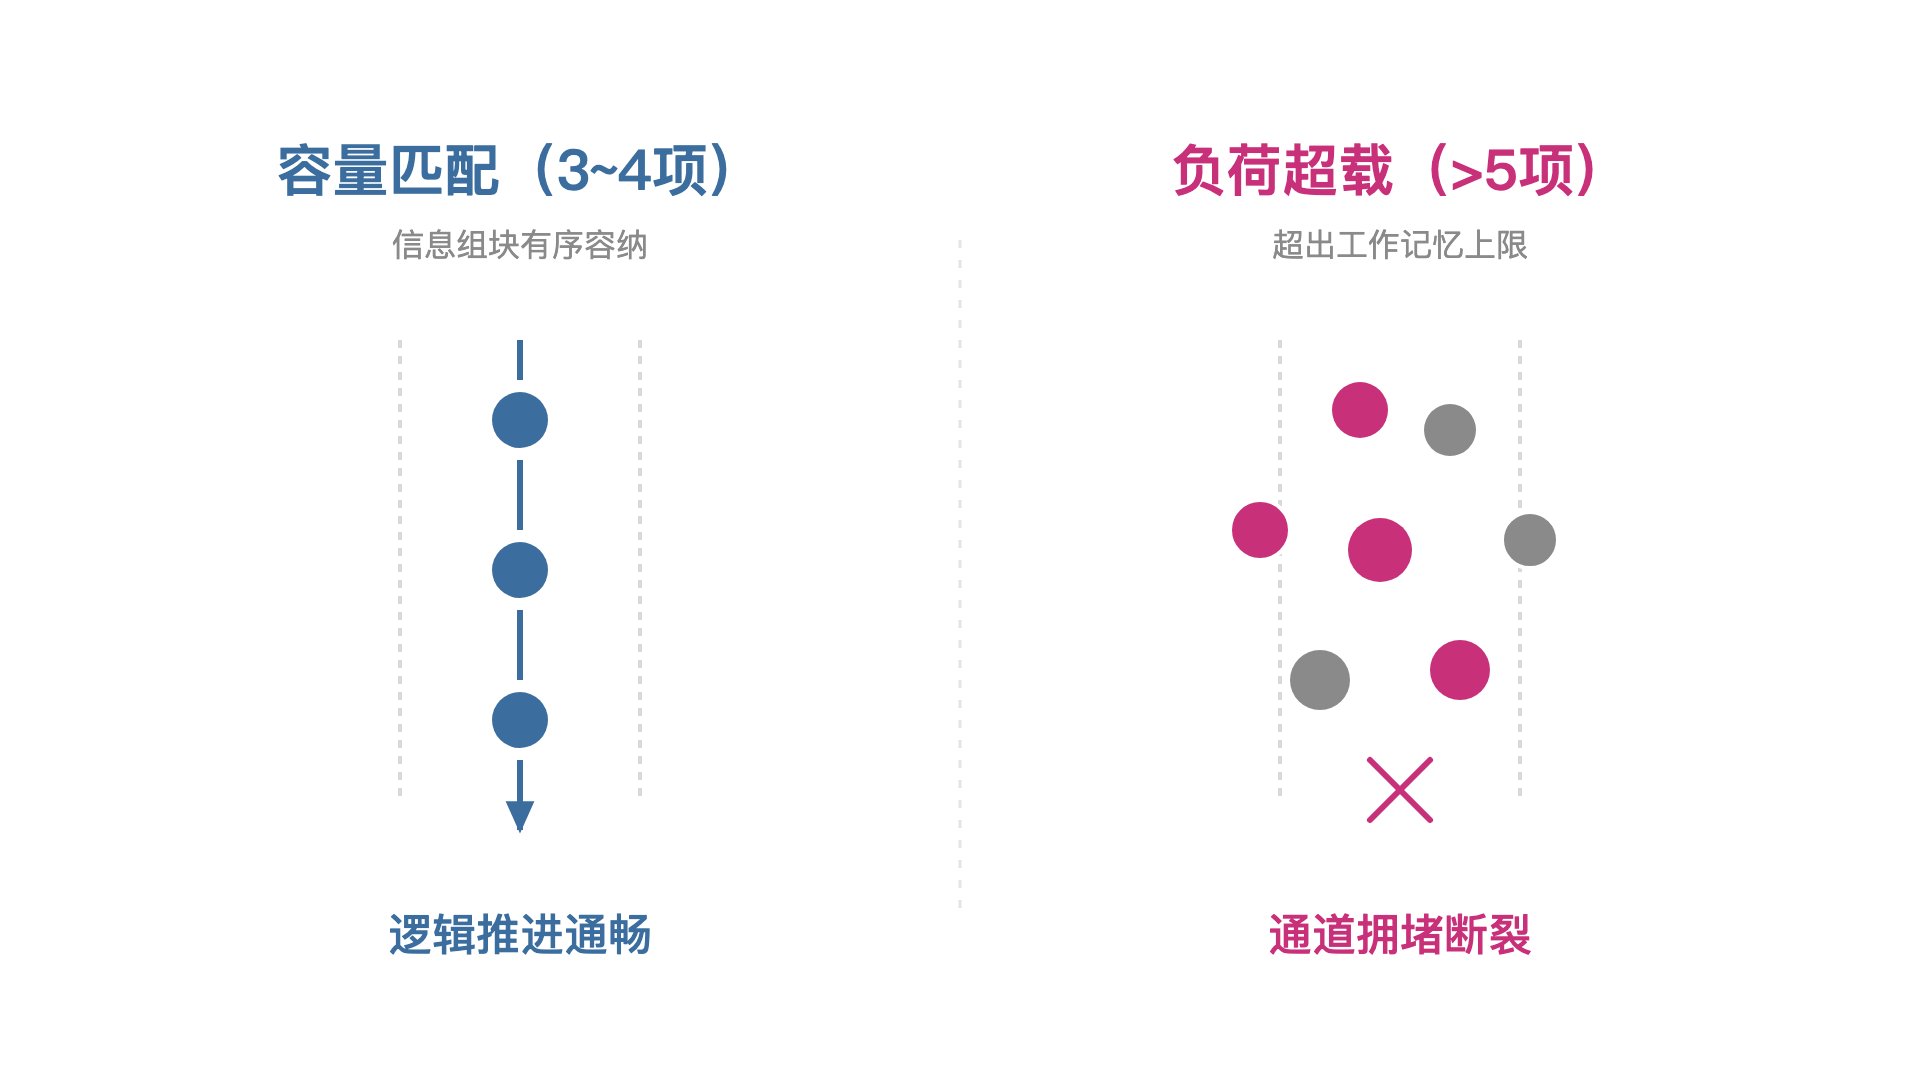 容量匹配（3~4项）
信息组块有序容纳
逻辑推进通畅
负荷超载（>5项）
超出工作记忆上限
通道拥堵断裂